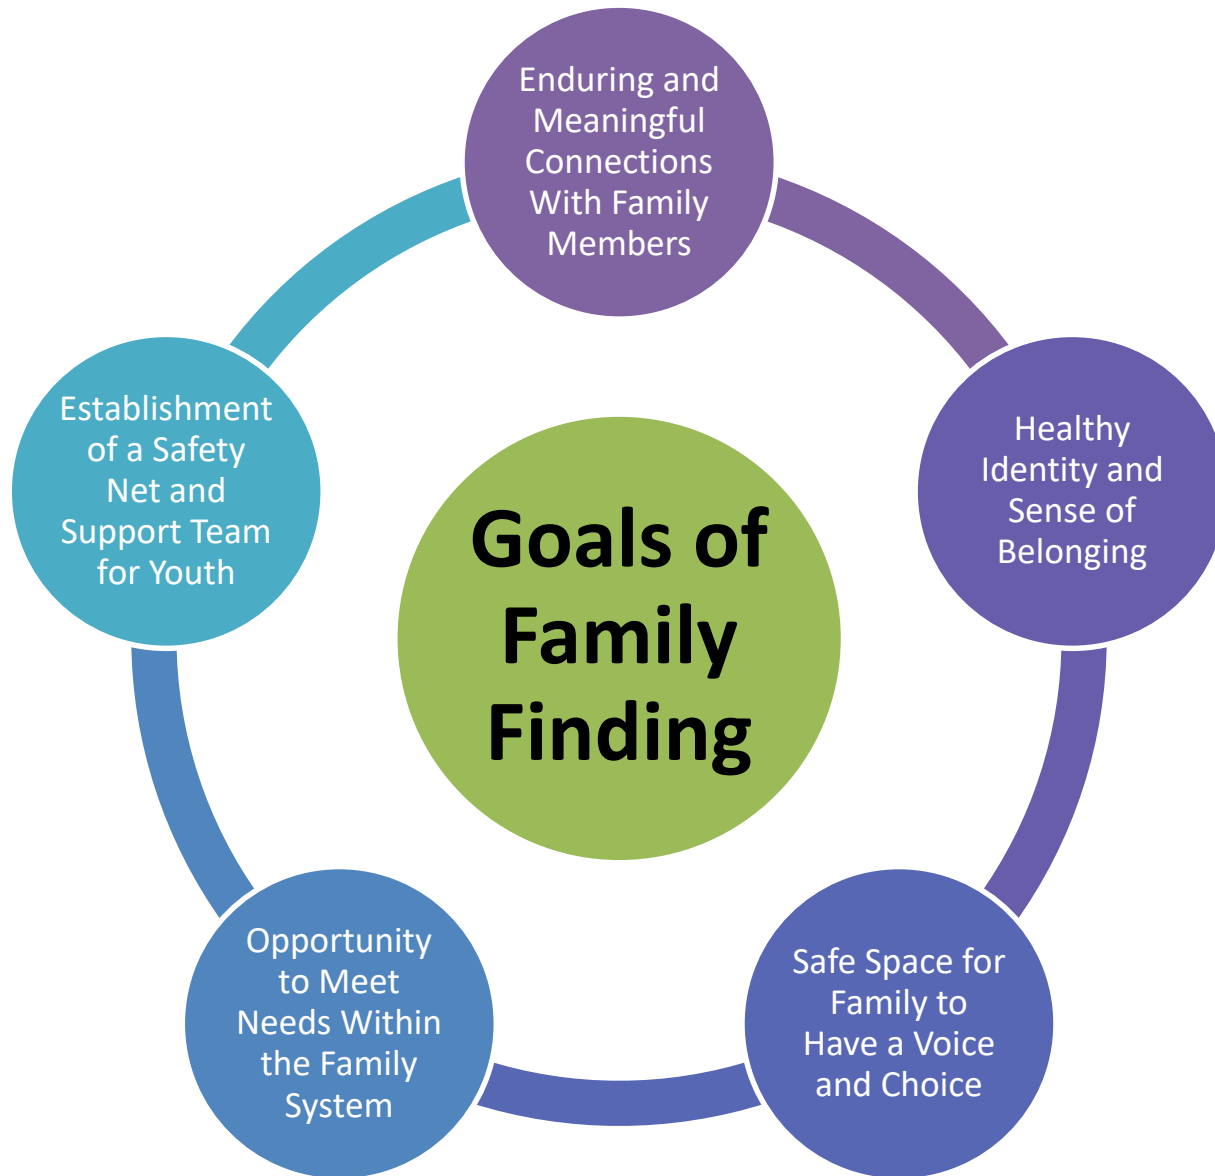 Enduring and
Meaningful
Connections
With Family
Members
Healthy
Identity and
Sense of
Belonging
Safe Space for
Family to
Have a Voice
and Choice
Opportunity
to Meet
Needs Within
the Family
System
Establishment
of a Safety
Net and
Support Team
for Youth
Goals of
Family
Finding